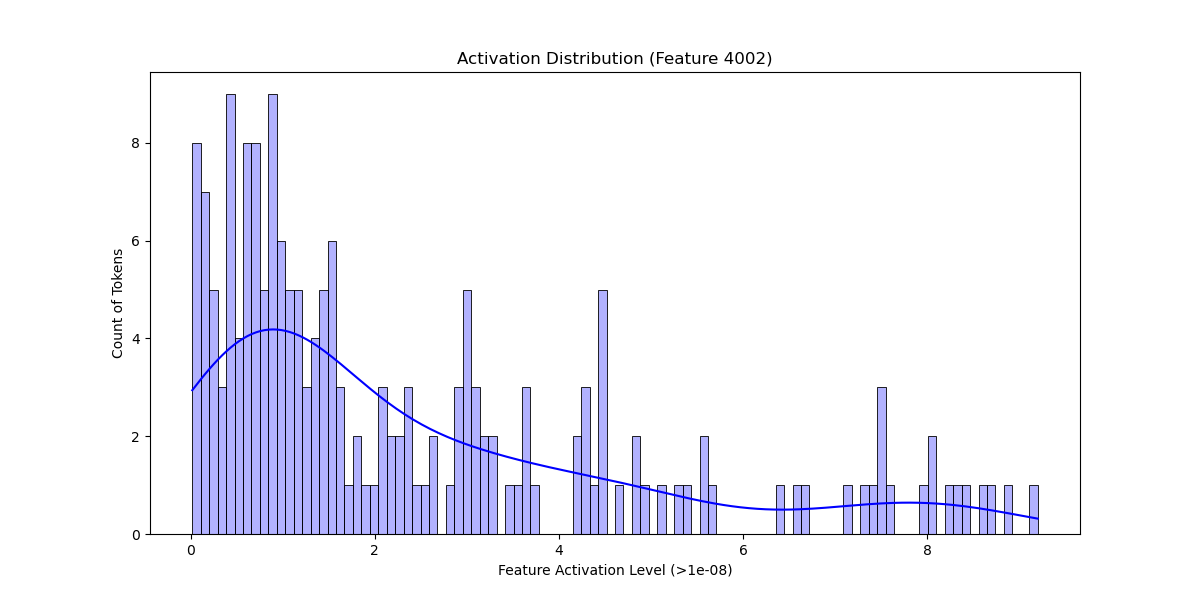 Activation Distribution (Feature 4002)
Count of Tokens
8
6
4
2
0
0 2 4 6 8
Feature Activation Level (>1e-08)